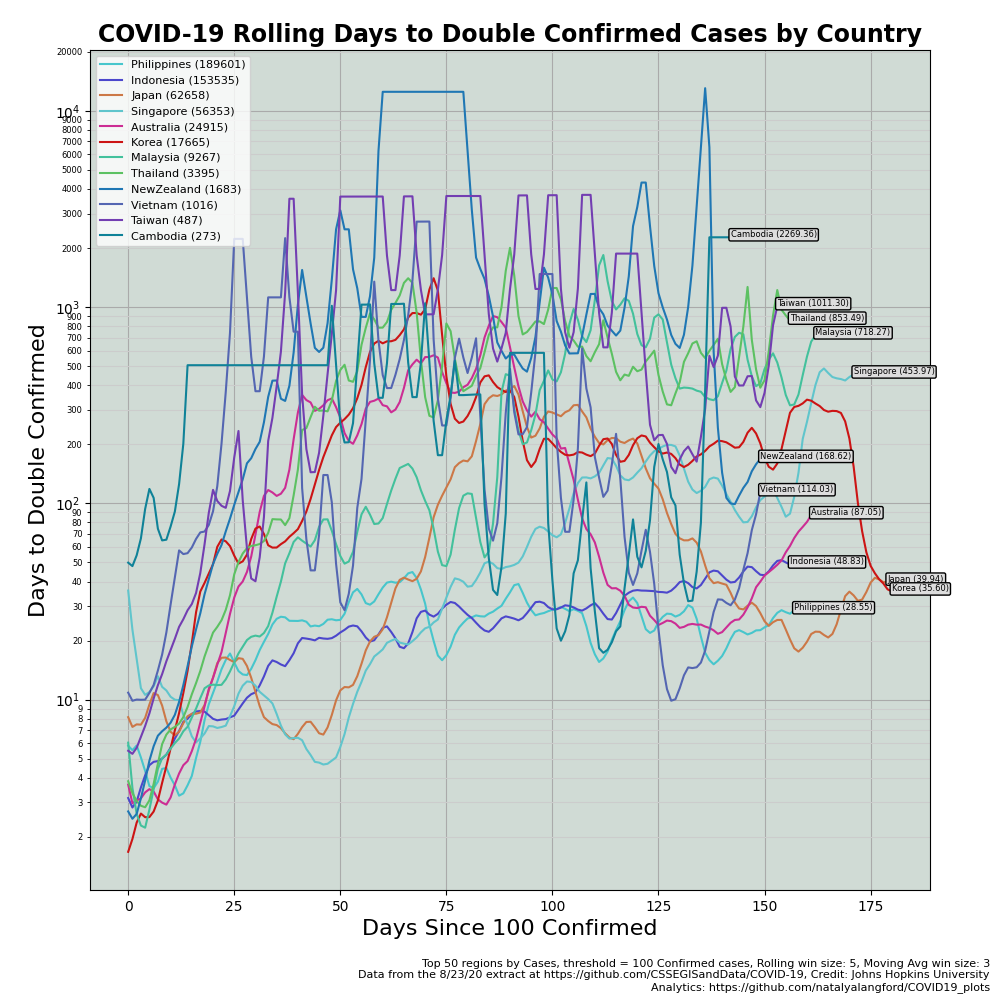 COVID-19 Rolling Days to Double Confirmed Cases by Country
Philippines (189601)
Indonesia (153535)
Japan (62658)
Singapore (56353)
Australia (24915)
Korea (17665)
Malaysia (9267)
Thailand (3395)
NewZealand (1683)
Vietnam (1016)
Taiwan (487)
Cambodia (273)
Days to Double Confirmed
20000
10^4
9000
8000
7000
6000
5000
4000
3000
2000
10^3
900
800
700
600
500
400
300
200
10^2
90
80
70
60
50
40
30
20
10^1
9
8
7
6
5
4
3
2
Cambodia (2269.36)
Taiwan (1011.30)
Thailand (853.49)
Malaysia (718.27)
Singapore (453.97)
NewZealand (168.62)
Vietnam (114.03)
Australia (87.05)
Indonesia (48.83)
Japan (39.94)
Korea (35.60)
Philippines (28.55)
0 25 50 75 100 125 150 175
Days Since 100 Confirmed
Top 50 regions by Cases, threshold = 100 Confirmed cases, Rolling win size: 5, Moving Avg win size: 3
Data from the 8/23/20 extract at https://github.com/CSSEGISandData/COVID-19, Credit: Johns Hopkins University
Analytics: https://github.com/natalyalangford/COVID19_plots